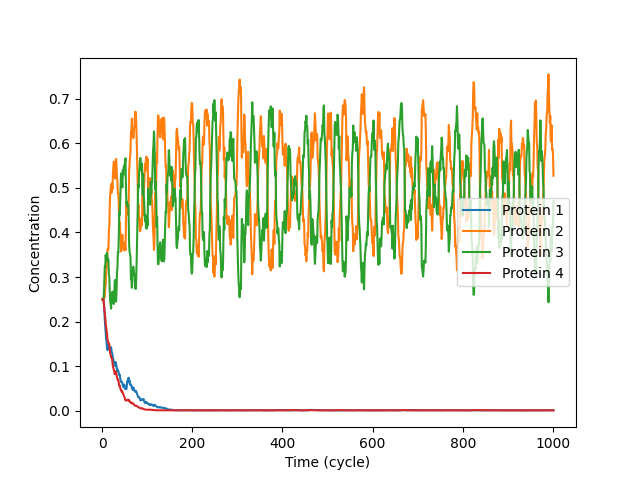 Concentration
0.7
0.6
0.5
0.4
0.3
0.2
0.1
0.0
Protein 1
Protein 2
Protein 3
Protein 4
0 200 400 600 800 1000
Time (cycle)